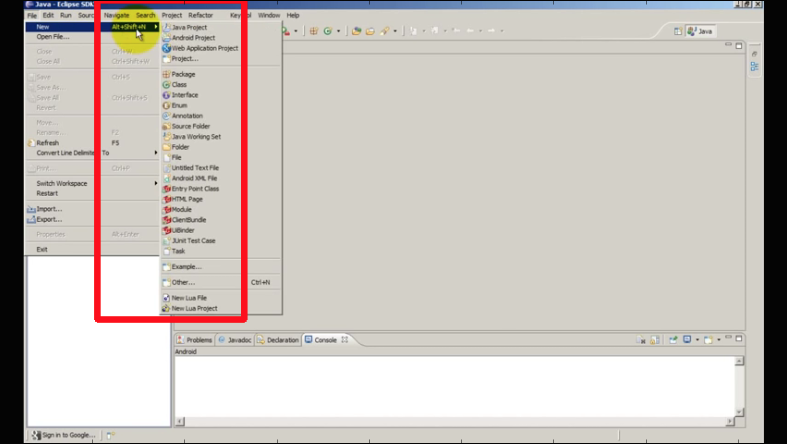 Java - Eclipse SDK
File Edit Run Source Navigate Search Project Refactor Window Help
New Alt+Shift+N
Open File...
Close Ctrl+W
Close All Ctrl+Shift+W
Save Ctrl+S
Save As..
Save All Ctrl+Shift+S
Revert
Move...
Rename.. F2
Refresh F5
Convert Line Delimiters To
Print.. Ctrl+P
Switch Workspace
Restart
Import...
Export...
Properties Alt+Enter
Exit
Java Project
Android Project
Web Application Project
Project...
Package
Class
Interface
Enum
Annotation
Source Folder
Java Working Set
Folder
File
Untitled Text File
Android XML File
Entry Point Class
HTML Page
Module
ClientBundle
UiBinder
JUnit Test Case
Task
Example...
Other... Ctrl+N
New Lua File
New Lua Project
Java
Problems Javadoc Declaration Console
Android
Sign in to Google...